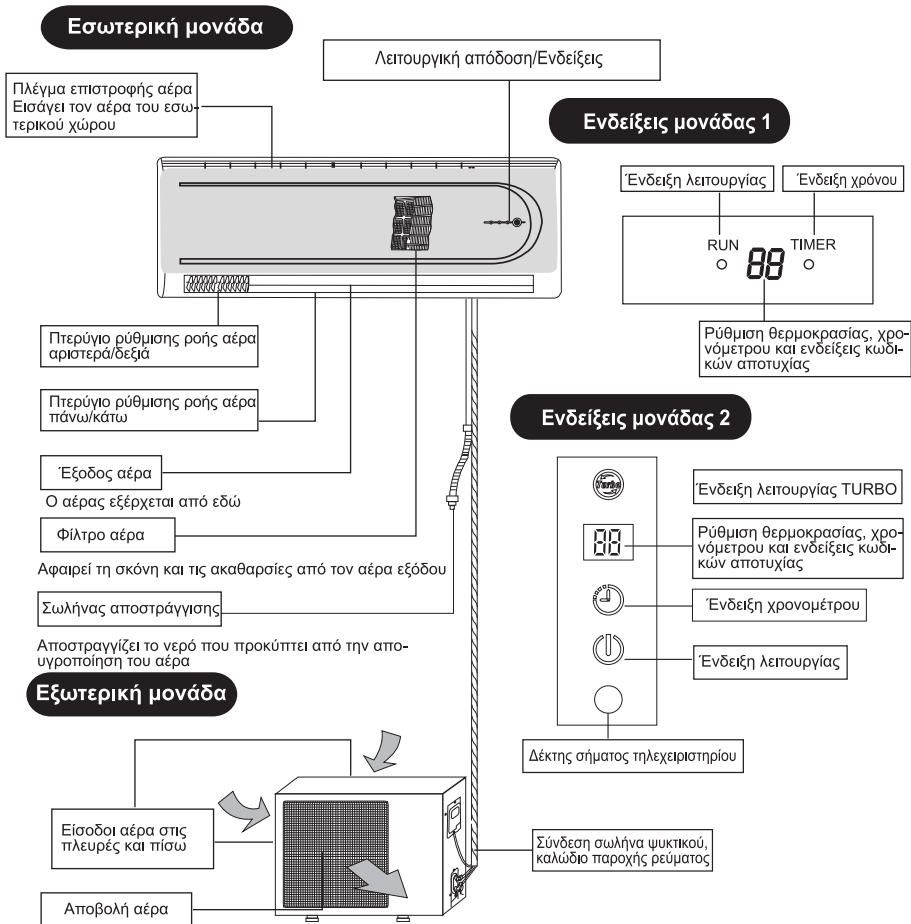 Εσωτερική μονάδα
Λειτουργική απόδοση/Ενδείξεις
Πλέγμα επιστροφής αέρα
Εισάγει τον αέρα του εσω-
τερικού χώρου
Ενδείξεις μονάδας 1
Ένδειξη λειτουργίας
Ένδειξη χρόνου
RUN
TIMER
88
Ρύθμιση θερμοκρασίας, χρο-
νόμετρου και ενδείξεις κωδι-
κών αποτυχίας
Πτερύγιο ρύθμισης ροής αέρα
αριστερά/δεξιά
Πτερύγιο ρύθμισης ροής αέρα
πάνω/κάτω
Έξοδος αέρα
Ο αέρας εξέρχεται από εδώ
Φίλτρο αέρα
Αφαιρεί τη σκόνη και τις ακαθαρσίες από τον αέρα εξόδου
Σωλήνας αποστράγγισης
Αποστραγγίζει το νερό που προκύπτει από την απο-
υγροποίηση του αέρα
Ενδείξεις μονάδας 2
Turbo
Ένδειξη λειτουργίας TURBO
88
Ρύθμιση θερμοκρασίας, χρο-
νόμετρου και ενδείξεις κωδι-
κών αποτυχίας
Ένδειξη χρονομέτρου
Ένδειξη λειτουργίας
Δέκτης σήματος τηλεχειριστηρίου
Εξωτερική μονάδα
Είσοδοι αέρα στις
πλευρές και πίσω
Αποβολή αέρα
Σύνδεση σωλήνα ψυκτικού,
καλώδιο παροχής ρεύματος